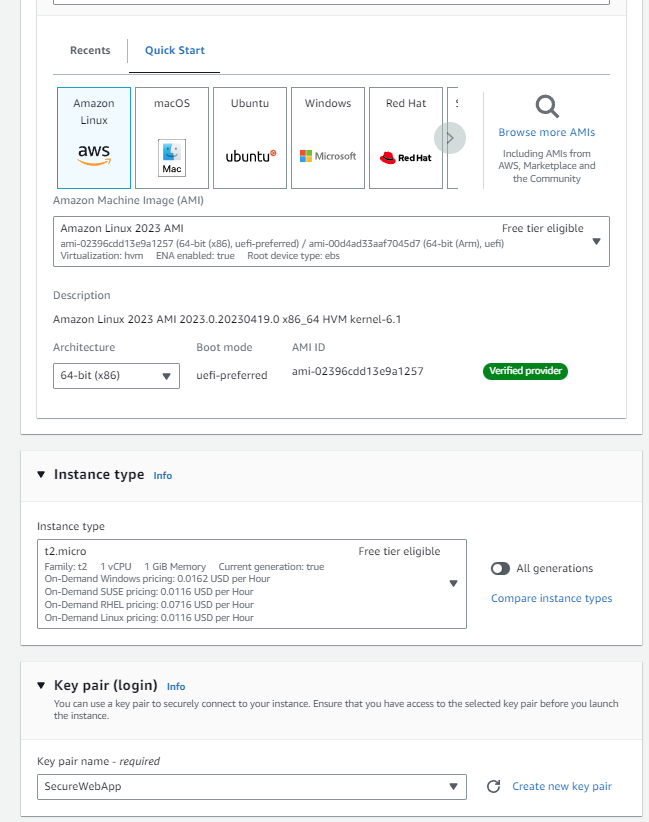 Recents
Quick Start
Amazon
Linux
aws
macOS
Mac
Ubuntu
ubuntu
Windows
Microsoft
Red Hat
Red Hat
S
Browse more AMIs
Including AMIs from
AWS, Marketplace and
the Community
Amazon Machine Image (AMI)
Amazon Linux 2023 AMI
Free tier eligible
ami-02396cdd13e9a1257 (64-bit (x86), uefi-preferred) / ami-00d4ad33aaf7045d7 (64-bit (Arm), uefi)
Virtualization: hvm ENA enabled: true Root device type: ebs
Description
Amazon Linux 2023 AMI 2023.0.20230419.0 x86_64 HVM kernel-6.1
Architecture
Boot mode
AMI ID
64-bit (x86)
uefi-preferred
ami-02396cdd13e9a1257
Verified provider
Instance type Info
Instance type
t2.micro
Free tier eligible
Family: t2 1 vCPU 1 GiB Memory Current generation: true
On-Demand Windows pricing: 0.0162 USD per Hour
On-Demand SUSE pricing: 0.0116 USD per Hour
On-Demand RHEL pricing: 0.0716 USD per Hour
On-Demand Linux pricing: 0.0116 USD per Hour
All generations
Compare instance types
Key pair (login) Info
You can use a key pair to securely connect to your instance. Ensure that you have access to the selected key pair before you launch
the instance.
Key pair name - required
SecureWebApp
Create new key pair